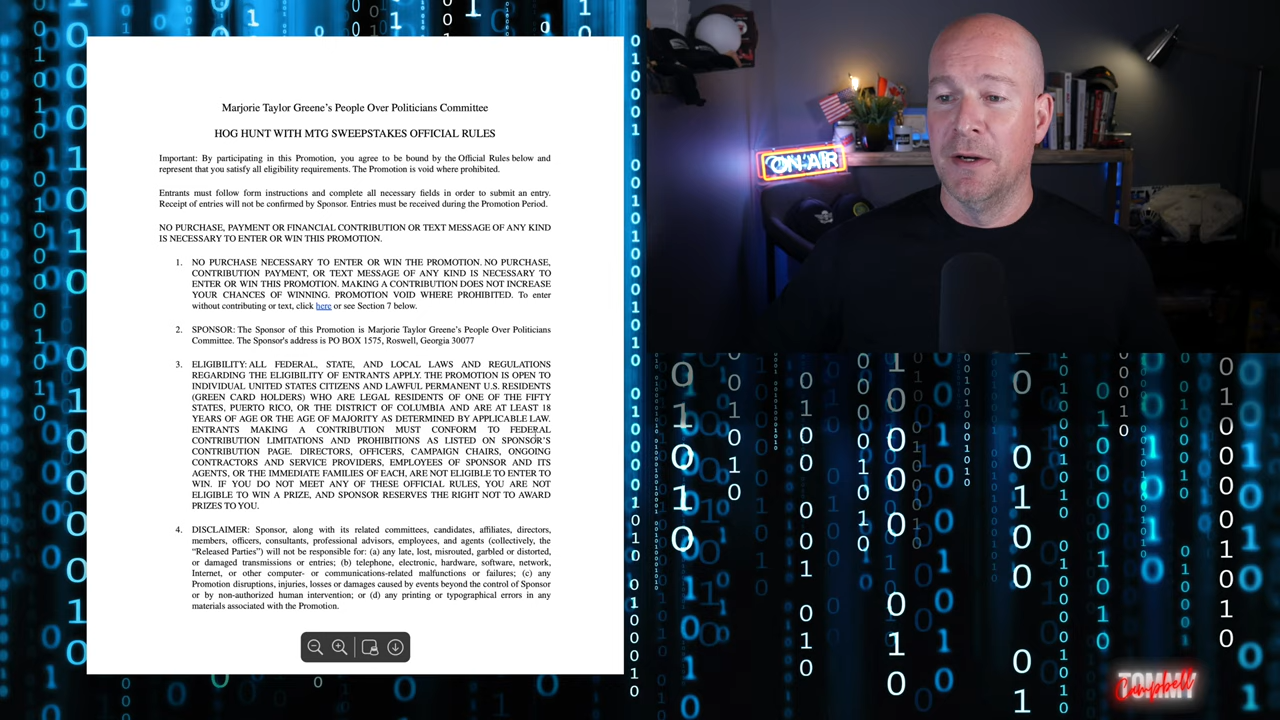 Marjorie Taylor Greene's People Over Politicians Committee
HOG HUNT WITH MTG SWEEPSTAKES OFFICIAL RULES
Important: By participating in this Promotion, you agree to be bound by the Official Rules below and
represent that you satisfy all eligibility requirements. The Promotion is void where prohibited.
Entrants must follow form instructions and complete all necessary fields in order to submit an entry.
Receipt of entries will not be confirmed by Sponsor. Entries must be received during the Promotion Period.
NO PURCHASE, PAYMENT OR FINANCIAL CONTRIBUTION OR TEXT MESSAGE OF ANY KIND
IS NECESSARY TO ENTER OR WIN THIS PROMOTION.
1. NO PURCHASE NECESSARY TO ENTER OR WIN THE PROMOTION. NO PURCHASE,
CONTRIBUTION PAYMENT, OR TEXT MESSAGE OF ANY KIND IS NECESSARY TO
ENTER OR WIN THIS PROMOTION. MAKING A CONTRIBUTION DOES NOT INCREASE
YOUR CHANCES OF WINNING. PROMOTION VOID WHERE PROHIBITED. To enter
without contributing or text, click here or see Section 7 below.
2. SPONSOR: The Sponsor of this Promotion is Marjorie Taylor Greene's People Over Politicians
Committee. The Sponsor's address is PO BOX 1575, Roswell, Georgia 30077
3. ELIGIBILITY: ALL FEDERAL, STATE, AND LOCAL LAWS AND REGULATIONS
REGARDING THE ELIGIBILITY OF ENTRANTS APPLY. THE PROMOTION IS OPEN TO
INDIVIDUAL UNITED STATES CITIZENS AND LAWFUL PERMANENT U.S. RESIDENTS
(GREEN CARD HOLDERS) WHO ARE LEGAL RESIDENTS OF ONE OF THE FIFTY
STATES, PUERTO RICO, OR THE DISTRICT OF COLUMBIA AND ARE AT LEAST 18
YEARS OF AGE OR THE AGE OF MAJORITY AS DETERMINED BY APPLICABLE LAW.
ENTRANTS MAKING A CONTRIBUTION MUST CONFORM TO FEDERAL
CONTRIBUTION LIMITATIONS AND PROHIBITIONS AS LISTED ON SPONSOR'S
CONTRIBUTION PAGE. DIRECTORS, OFFICERS, CAMPAIGN CHAIRS, ONGOING
CONTRACTORS AND SERVICE PROVIDERS, EMPLOYEES OF SPONSOR AND ITS
AGENTS, OR THE IMMEDIATE FAMILIES OF EACH, ARE NOT ELIGIBLE TO ENTER TO
WIN. IF YOU DO NOT MEET ANY OF THESE OFFICIAL RULES, YOU ARE NOT
ELIGIBLE TO WIN A PRIZE, AND SPONSOR RESERVES THE RIGHT NOT TO AWARD
PRIZES TO YOU.
4. DISCLAIMER: Sponsor, along with its related committees, candidates, affiliates, directors,
members, officers, consultants, professional advisors, employees, and agents (collectively, the
"Released Parties") will not be responsible for: (a) any late, lost, misrouted, garbled or distorted,
or damaged transmissions or entries; (b) telephone, electronic, hardware, software, network,
Internet, or other computer- or communications-related malfunctions or failures; (c) any
Promotion disruptions, injuries, losses or damages caused by events beyond the control of Sponsor
or by non-authorized human intervention; or (d) any printing or typographical errors in any
materials associated with the Promotion.
ON AIR
TOMMY
Campbell